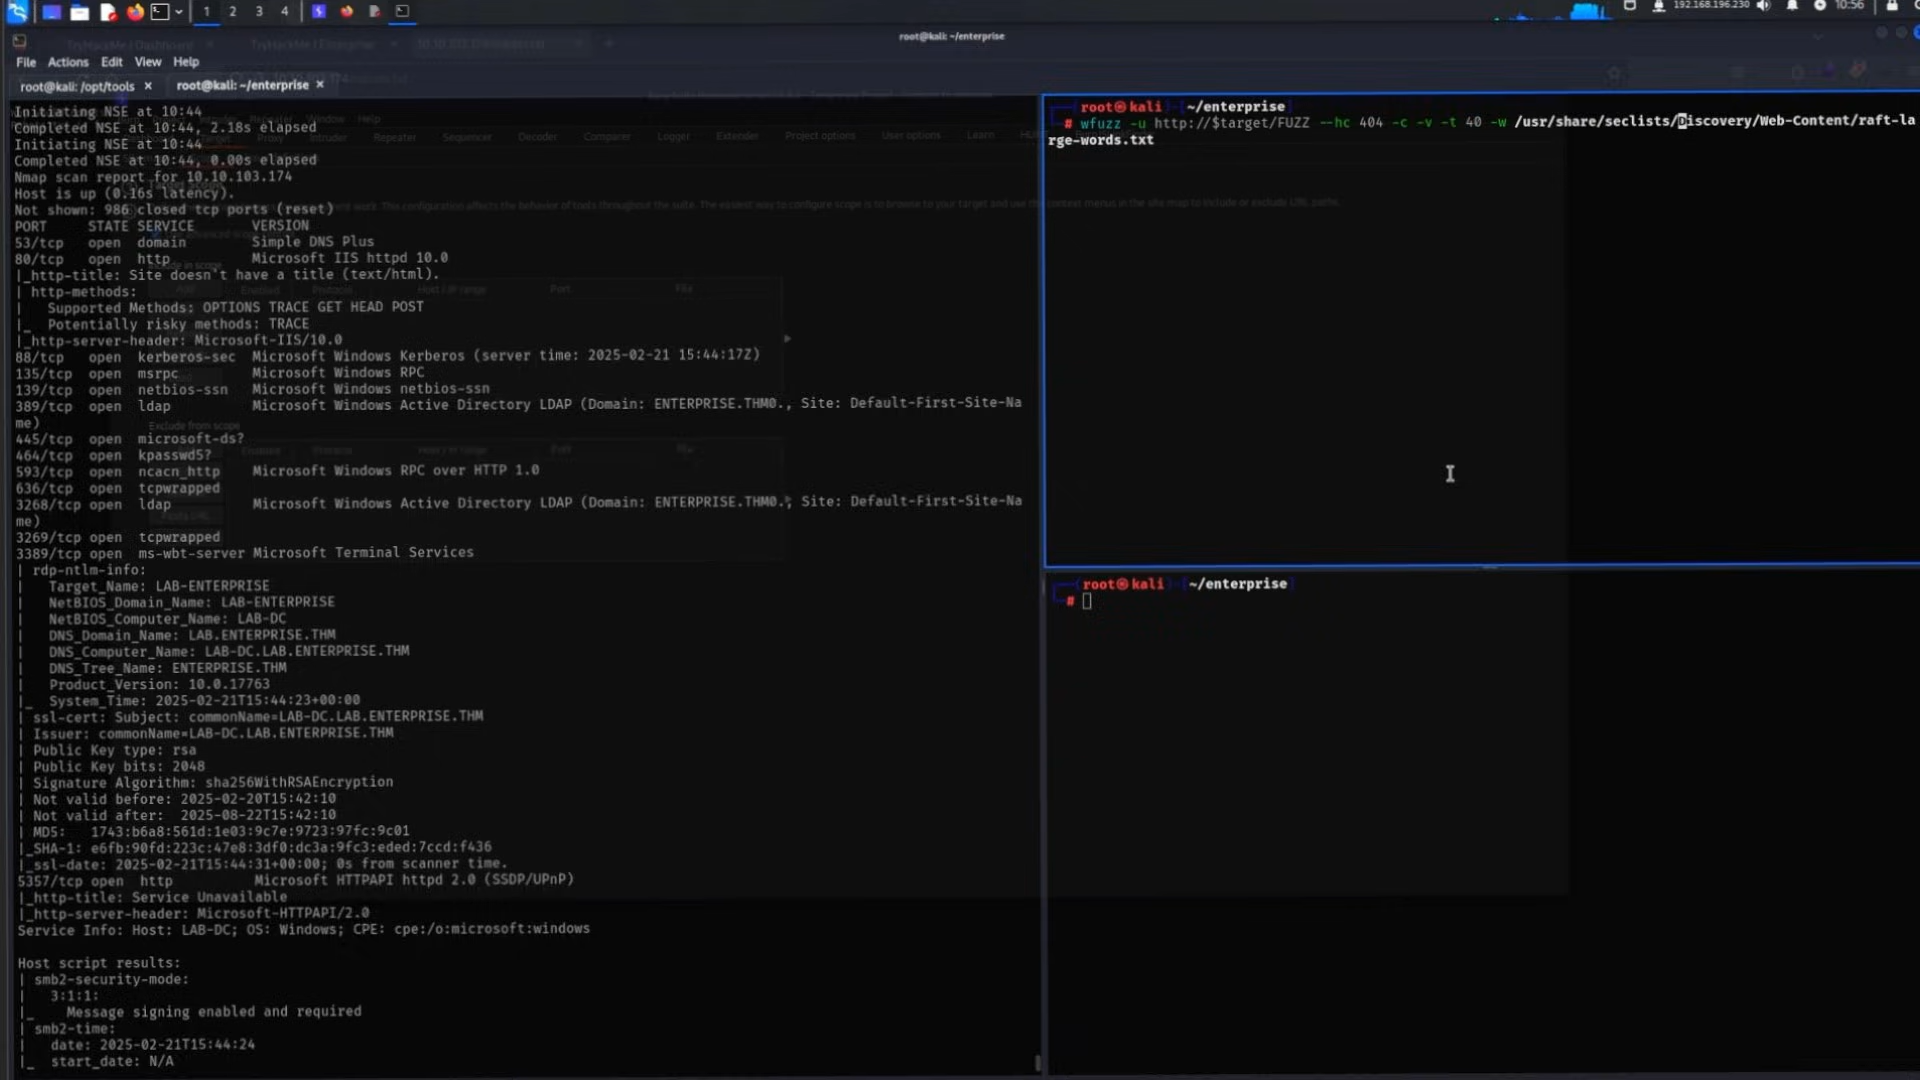 1 2 3 4
192.168.196.230 10:56
root@kali: ~/enterprise
File Actions Edit View Help
root@kali: /opt/tools × root@kali: ~/enterprise ×
Initiating NSE at 10:44
Completed NSE at 10:44, 2.18s elapsed
Initiating NSE at 10:44
Completed NSE at 10:44, 0.00s elapsed
Nmap scan report for 10.10.103.174
Host is up (0.16s latency).
Not shown: 986 closed tcp ports (reset)
PORT STATE SERVICE VERSION
53/tcp open domain Simple DNS Plus
80/tcp open http Microsoft IIS httpd 10.0
|_http-title: Site doesn't have a title (text/html).
| http-methods:
| Supported Methods: OPTIONS TRACE GET HEAD POST
|_ Potentially risky methods: TRACE
|_http-server-header: Microsoft-IIS/10.0
88/tcp open kerberos-sec Microsoft Windows Kerberos (server time: 2025-02-21 15:44:17Z)
135/tcp open msrpc Microsoft Windows RPC
139/tcp open netbios-ssn Microsoft Windows netbios-ssn
389/tcp open ldap Microsoft Windows Active Directory LDAP (Domain: ENTERPRISE.THM0., Site: Default-First-Site-Na
me)
445/tcp open microsoft-ds?
464/tcp open kpasswd5?
593/tcp open ncacn_http Microsoft Windows RPC over HTTP 1.0
636/tcp open tcpwrapped
3268/tcp open ldap Microsoft Windows Active Directory LDAP (Domain: ENTERPRISE.THM0., Site: Default-First-Site-Na
me)
3269/tcp open tcpwrapped
3389/tcp open ms-wbt-server Microsoft Terminal Services
| rdp-ntlm-info:
| Target_Name: LAB-ENTERPRISE
| NetBIOS_Domain_Name: LAB-ENTERPRISE
| NetBIOS_Computer_Name: LAB-DC
| DNS_Domain_Name: LAB.ENTERPRISE.THM
| DNS_Computer_Name: LAB-DC.LAB.ENTERPRISE.THM
| DNS_Tree_Name: ENTERPRISE.THM
| Product_Version: 10.0.17763
|_ System_Time: 2025-02-21T15:44:23+00:00
| ssl-cert: Subject: commonName=LAB-DC.LAB.ENTERPRISE.THM
| Issuer: commonName=LAB-DC.LAB.ENTERPRISE.THM
| Public Key type: rsa
| Public Key bits: 2048
| Signature Algorithm: sha256WithRSAEncryption
| Not valid before: 2025-02-20T15:42:10
| Not valid after: 2025-08-22T15:42:10
| MD5: 1743:b6a8:561d:1e03:9c7e:9723:97fc:9c01
|_SHA-1: e6fb:90fd:223c:47e8:3df0:dc3a:9fc3:eded:7ccd:f436
|_ssl-date: 2025-02-21T15:44:31+00:00; 0s from scanner time.
5357/tcp open http Microsoft HTTPAPI httpd 2.0 (SSDP/UPnP)
|_http-title: Service Unavailable
|_http-server-header: Microsoft-HTTPAPI/2.0
Service Info: Host: LAB-DC; OS: Windows; CPE: cpe:/o:microsoft:windows
Host script results:
| smb2-security-mode:
| 3:1:1:
|_ Message signing enabled and required
| smb2-time:
| date: 2025-02-21T15:44:24
|_ start_date: N/A
root@kali ~/enterprise
# wfuzz -u http://$target/FUZZ --hc 404 -c -v -t 40 -w /usr/share/seclists/Discovery/Web-Content/raft-la
rge-words.txt
root@kali ~/enterprise
#